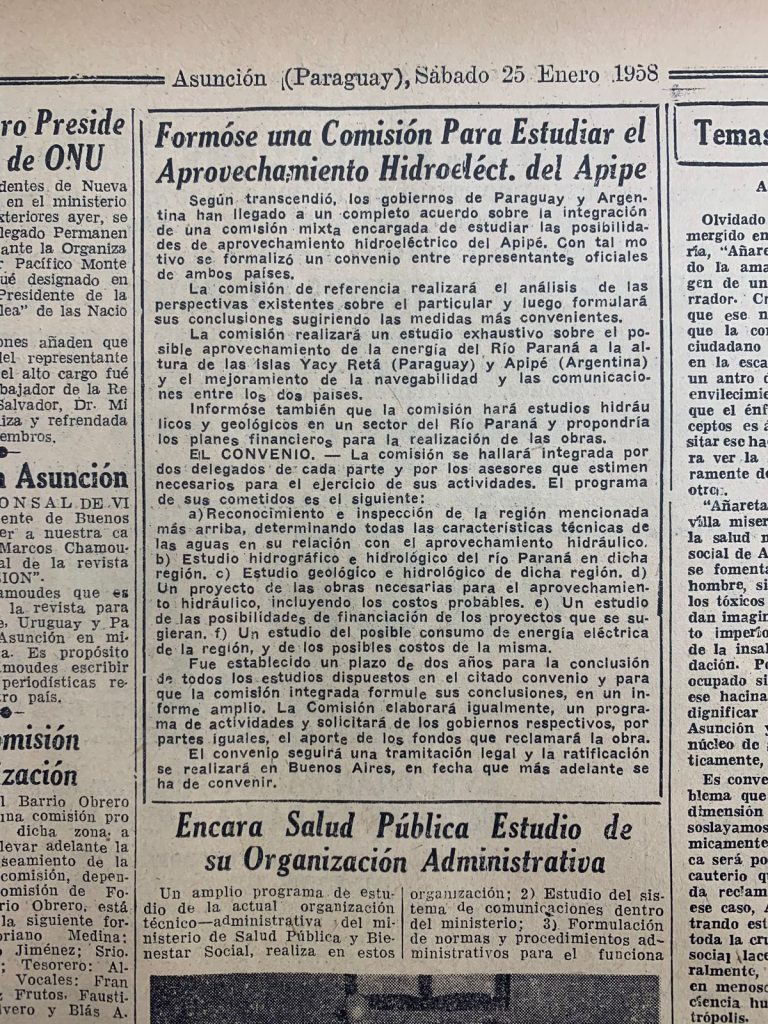 Asunción (Paraguay), Sábado 25 Enero 1958
ro Preside
de ONU
dentes de Nueva
en el ministerio
xteriores ayer, se
legado Permanen
ante la Organiza
r Pacífico Monte
ué designado en
Presidente de la
lea" de las Nacio
ones añaden que
del representante
el alto cargo fué
bajador de la Re
Salvador, Dr. Mi
liza y refrendada
embros.
a Asunción
ONSAL DE VI
ente de Buenos
er a nuestra ca
Marcos Chamou-
al de la revista
SION".
amoudes que es
la revista para
e, Uruguay y Pa
Asunción en mi-
a. Es propósito
amoudes escribir
periodísticas re-
tro país.
omisión
ización
l Barrio Obrero
una comisión pro
dicha zona, a
llevar adelante la
seamiento de la
comisión, depen-
omisión de Fo-
rio Obrero, está
la siguiente for-
oriano Medina;
o Jiménez; Srio.
; Tesorero: Al-
Vocales: Fran
z Frutos, Fausti-
lvero y Blás A.
Formóse una Comisión Para Estudiar el
Aprovechamiento Hidroeléct. del Apipe
Según transcendió, los gobiernos de Paraguay y Argen-
tina han llegado a un completo acuerdo sobre la integración
de una comisión mixta encargada de estudiar las posibilida-
des de aprovechamiento hidroeléctrico del Apipé. Con tal mo
tivo se formalizó un convenio entre representantes oficiales
de ambos países.
La comisión de referencia realizará el análisis de las
perspectivas existentes sobre el particular y luego formulará
sus conclusiones sugiriendo las medidas más convenientes.
La comisión realizará un estudio exhaustivo sobre el po
sible aprovechamiento de la energía del Río Paraná a la al-
tura de las Islas Yacy Retá (Paraguay) y Apipé (Argentina)
y el mejoramiento de la navegabilidad y las comunicacio-
nes entre los dos países.
Informóse también que la comisión hará estudios hidráu
licos y geológicos en un sector del Río Paraná y propondría
los planes financieros para la realización de las obras.
EL CONVENIO. — La comisión se hallará integrada por
dos delegados de cada parte y por los asesores que estimen
necesarios para el ejercicio de sus actividades. El programa
de sus cometidos es el siguiente:
a) Reconocimiento e inspección de la región mencionada
más arriba, determinando todas las características técnicas de
las aguas en su relación con el aprovechamiento hidráulico.
b) Estudio hidrográfico e hidrológico del río Paraná en dicha
región. c) Estudio geológico e hidrológico de dicha región. d)
Un proyecto de las obras necesarias para el aprovechamien-
to hidráulico, incluyendo los costos probables. e) Un estudio
de las posibilidades de financiación de los proyectos que se su-
gieran. f) Un estudio del posible consumo de energía eléctrica
de la región, y de los posibles costos de la misma.
Fue establecido un plazo de dos años para la conclusión
de todos los estudios dispuestos en el citado convenio y para
que la comisión integrada formule sus conclusiones, en un in-
forme amplio. La Comisión elaborará igualmente, un progra-
ma de actividades y solicitará de los gobiernos respectivos, por
partes iguales, el aporte de los fondos que reclamará la obra.
El convenio seguirá una tramitación legal y la ratificación
se realizará en Buenos Aires, en fecha que más adelante se
ha de convenir.
Encara Salud Pública Estudio de
su Organización Administrativa
Un amplio programa de estu-
dio de la actual organización
técnico—administrativa del mi-
nisterio de Salud Pública y Bie-
nestar Social, realiza en estos
organización; 2) Estudio del sis-
tema de comunicaciones dentro
del ministerio; 3) Formulación
de normas y procedimientos ad-
ministrativos para el funciona
Temas
A
Olvidado
mergido en
ría, "Añare
do la ama
gen de un
rrador. Cr
que ese n
que la co
ciudadano
en la esca
un antro d
envilecimie
que el énf
ceptos es á
sitar ese hac
ra ver la
ramente de
otro.
"Añareta
villa miser
la salud m
social de A
se fomenta
hombre, si
los tóxicos
dan imagin
to imperio
de la insal
dación. Pe
ocupado si
ese hacina
dignificar
Asunción y
núcleo de
ticamente,
Es conve
blema que
dimensión
soslayamos
micamente
ca será po
cauterio qu
da reclam
ese caso, A
trando est
toda la cru
social lace
ralmente,
en menosc
ciencia hu
trópolis.